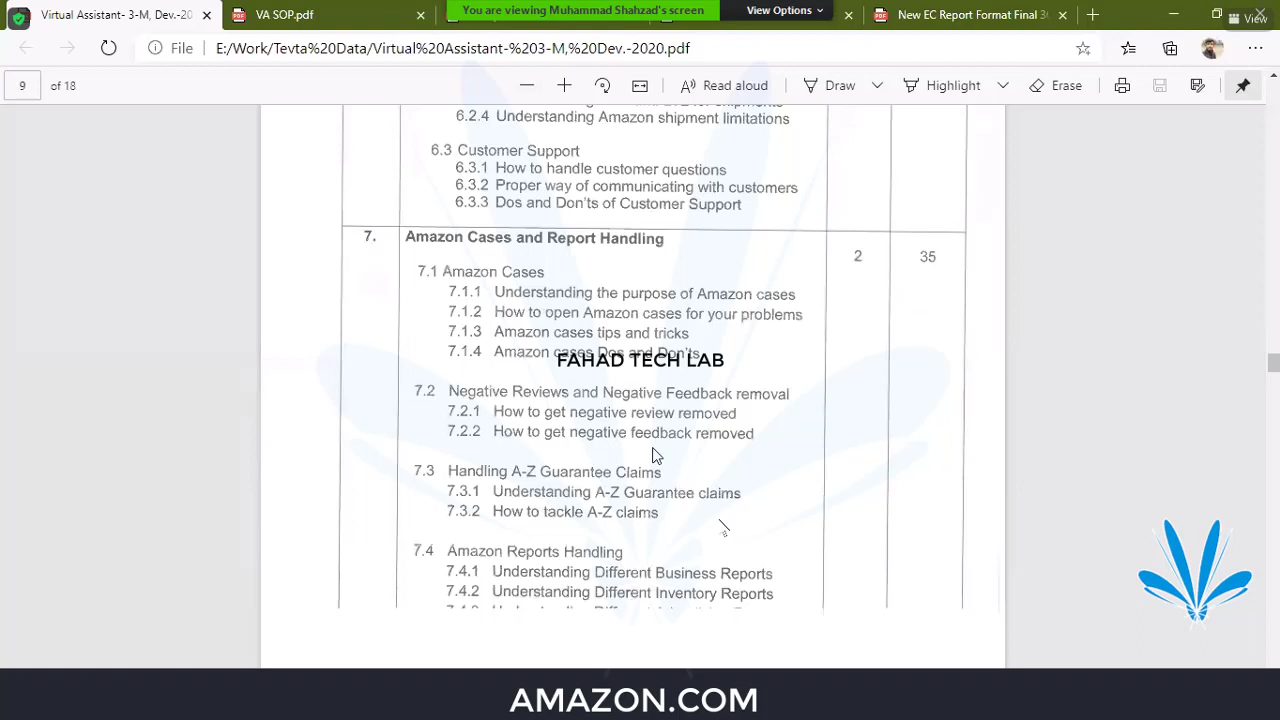 Virtual Assistant- 3-M, Dev.-20
VA SOP.pdf
You are viewing Muhammad Shahzad's screen
View Options
New EC Report Format Final 3
View
File
E:/Work/Tevta%20Data/Virtual%20Assistant-%203-M,%20Dev.-2020.pdf
9 of 18
Read aloud
Draw
Highlight
Erase
for shipments
6.2.4 Understanding Amazon shipment limitations
6.3 Customer Support
6.3.1 How to handle customer questions
6.3.2 Proper way of communicating with customers
6.3.3 Dos and Don'ts of Customer Support
7. Amazon Cases and Report Handling
2 35
7.1 Amazon Cases
7.1.1 Understanding the purpose of Amazon cases
7.1.2 How to open Amazon cases for your problems
7.1.3 Amazon cases tips and tricks
7.1.4 Amazon cases Dos and Don'ts
FAHAD TECH LAB
7.2 Negative Reviews and Negative Feedback removal
7.2.1 How to get negative review removed
7.2.2 How to get negative feedback removed
7.3 Handling A-Z Guarantee Claims
7.3.1 Understanding A-Z Guarantee claims
7.3.2 How to tackle A-Z claims
7.4 Amazon Reports Handling
7.4.1 Understanding Different Business Reports
7.4.2 Understanding Different Inventory Reports
AMAZON.COM